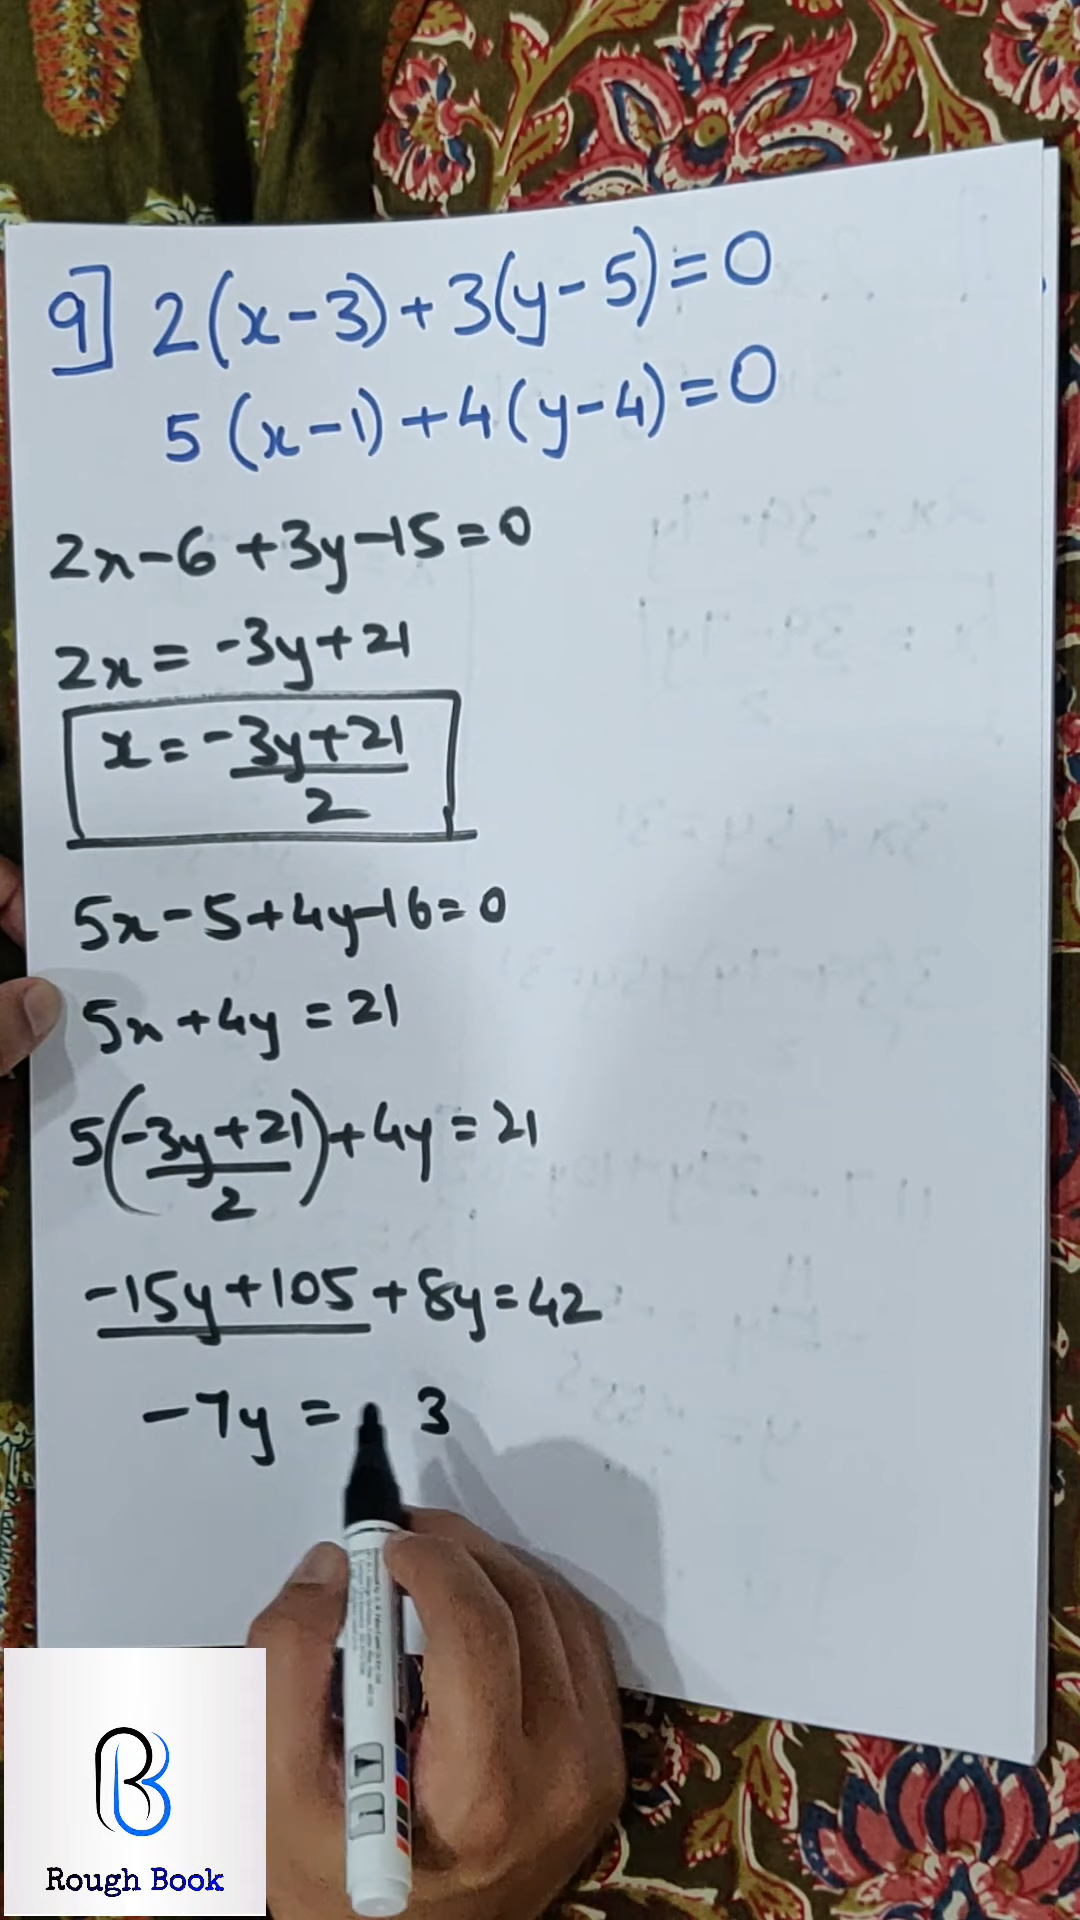 9] 2(x-3)+3(y-5)=0
5(x-1)+4(y-4)=0
2x-6+3y-15=0
2x=-3y+21
x=-3y+21
2
5x-5+4y-16=0
5x+4y=21
5(-3y+21)+4y=21
2
-15y+105+8y=42
-7y= 3
B
Rough Book